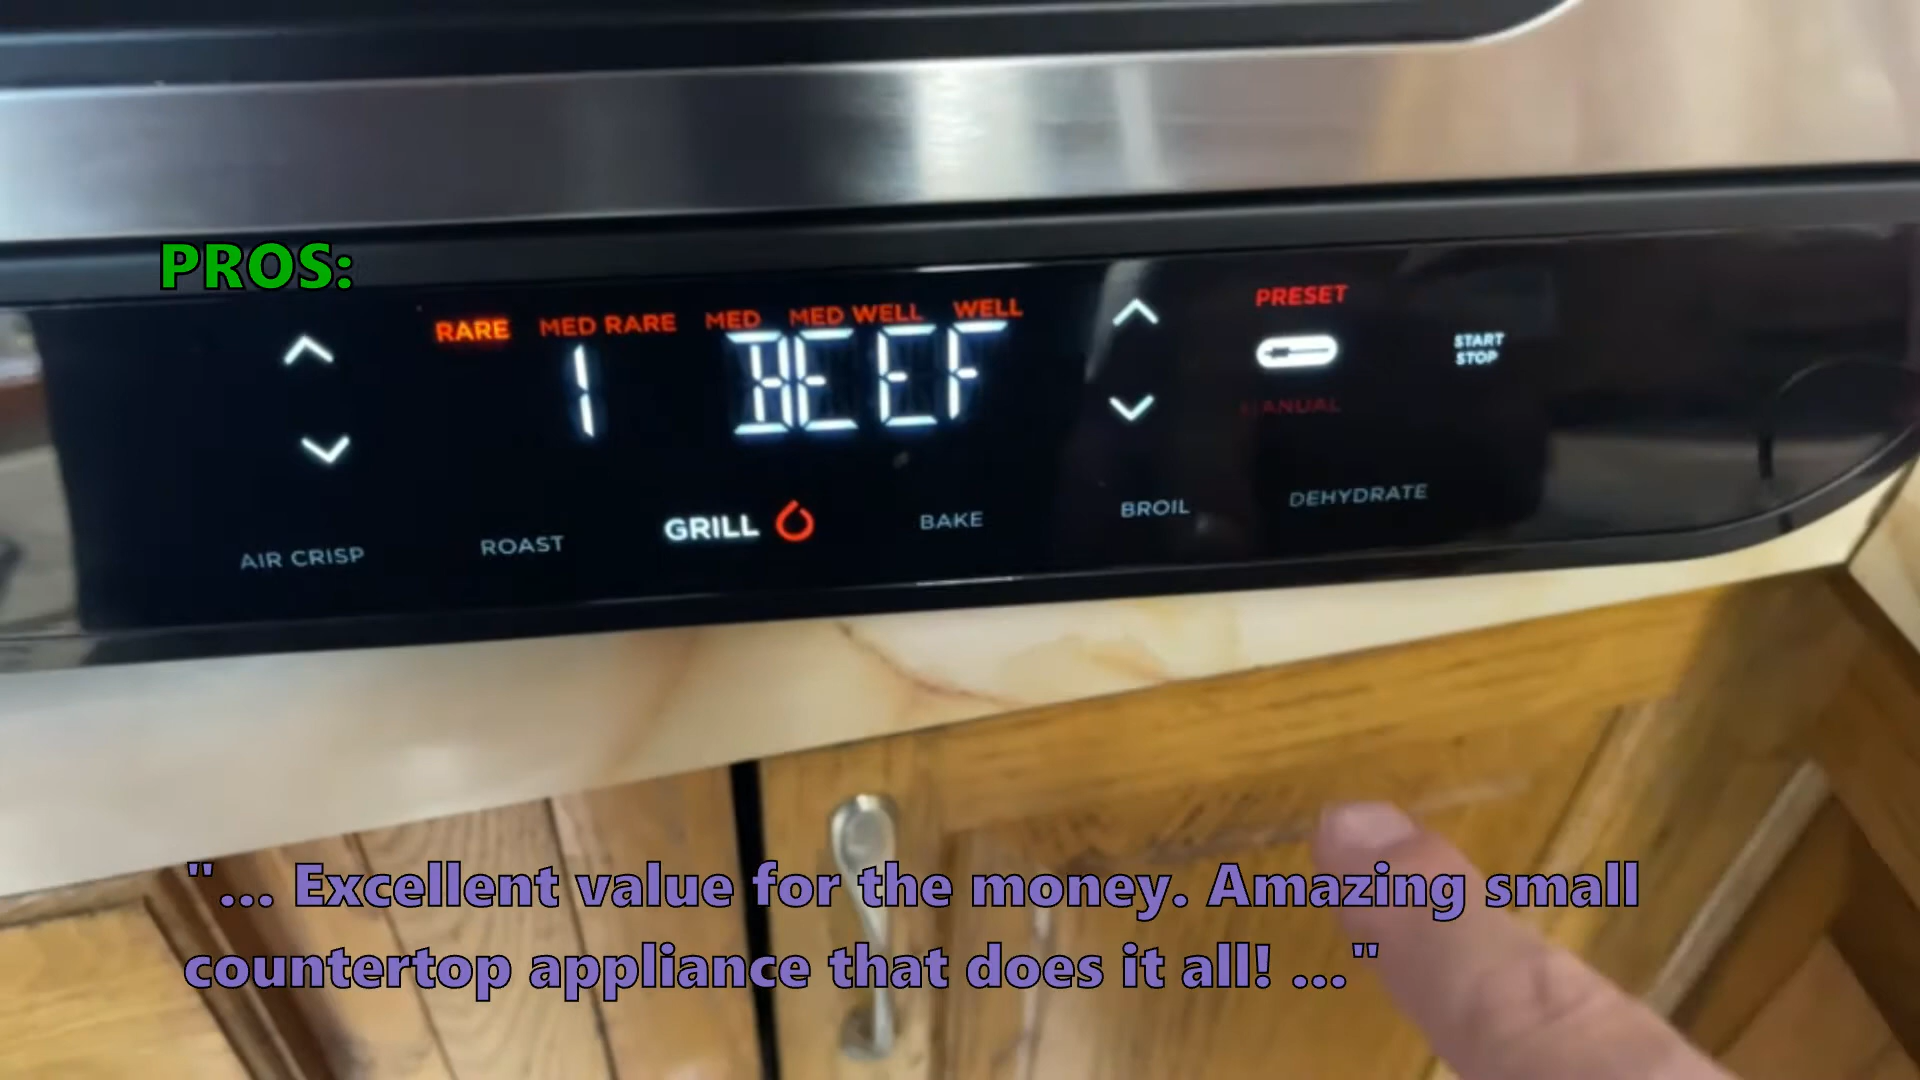 PROS:
RARE MED RARE MED MED WELL WELL
1 BEEF
PRESET
START
STOP
MANUAL
AIR CRISP ROAST GRILL BAKE BROIL DEHYDRATE
"... Excellent value for the money. Amazing small
countertop appliance that does it all! ..."